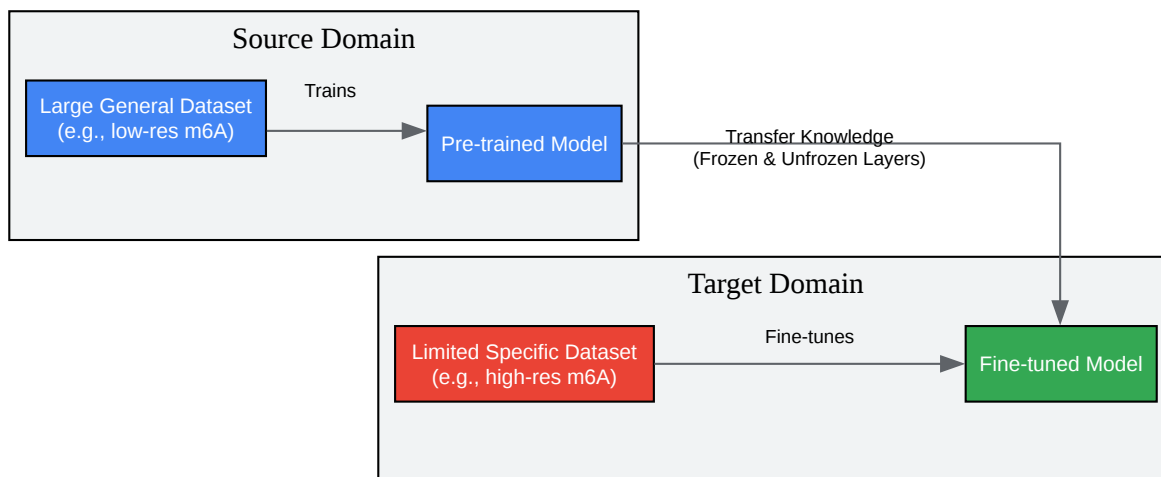 Source Domain
Large General Dataset
(e.g., low-res m6A)
Trains
Pre-trained Model
Transfer Knowledge
(Frozen & Unfrozen Layers)
Target Domain
Limited Specific Dataset
(e.g., high-res m6A)
Fine-tunes
Fine-tuned Model